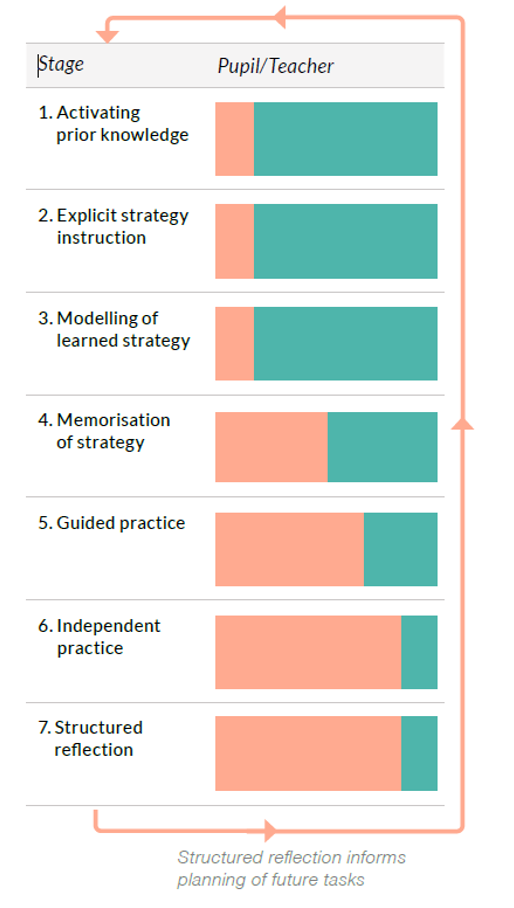 Stage
Pupil/Teacher
1. Activating
prior knowledge
2. Explicit strategy
instruction
3. Modelling of
learned strategy
4. Memorisation
of strategy
5. Guided practice
6. Independent
practice
7. Structured
reflection
Structured reflection informs
planning of future tasks